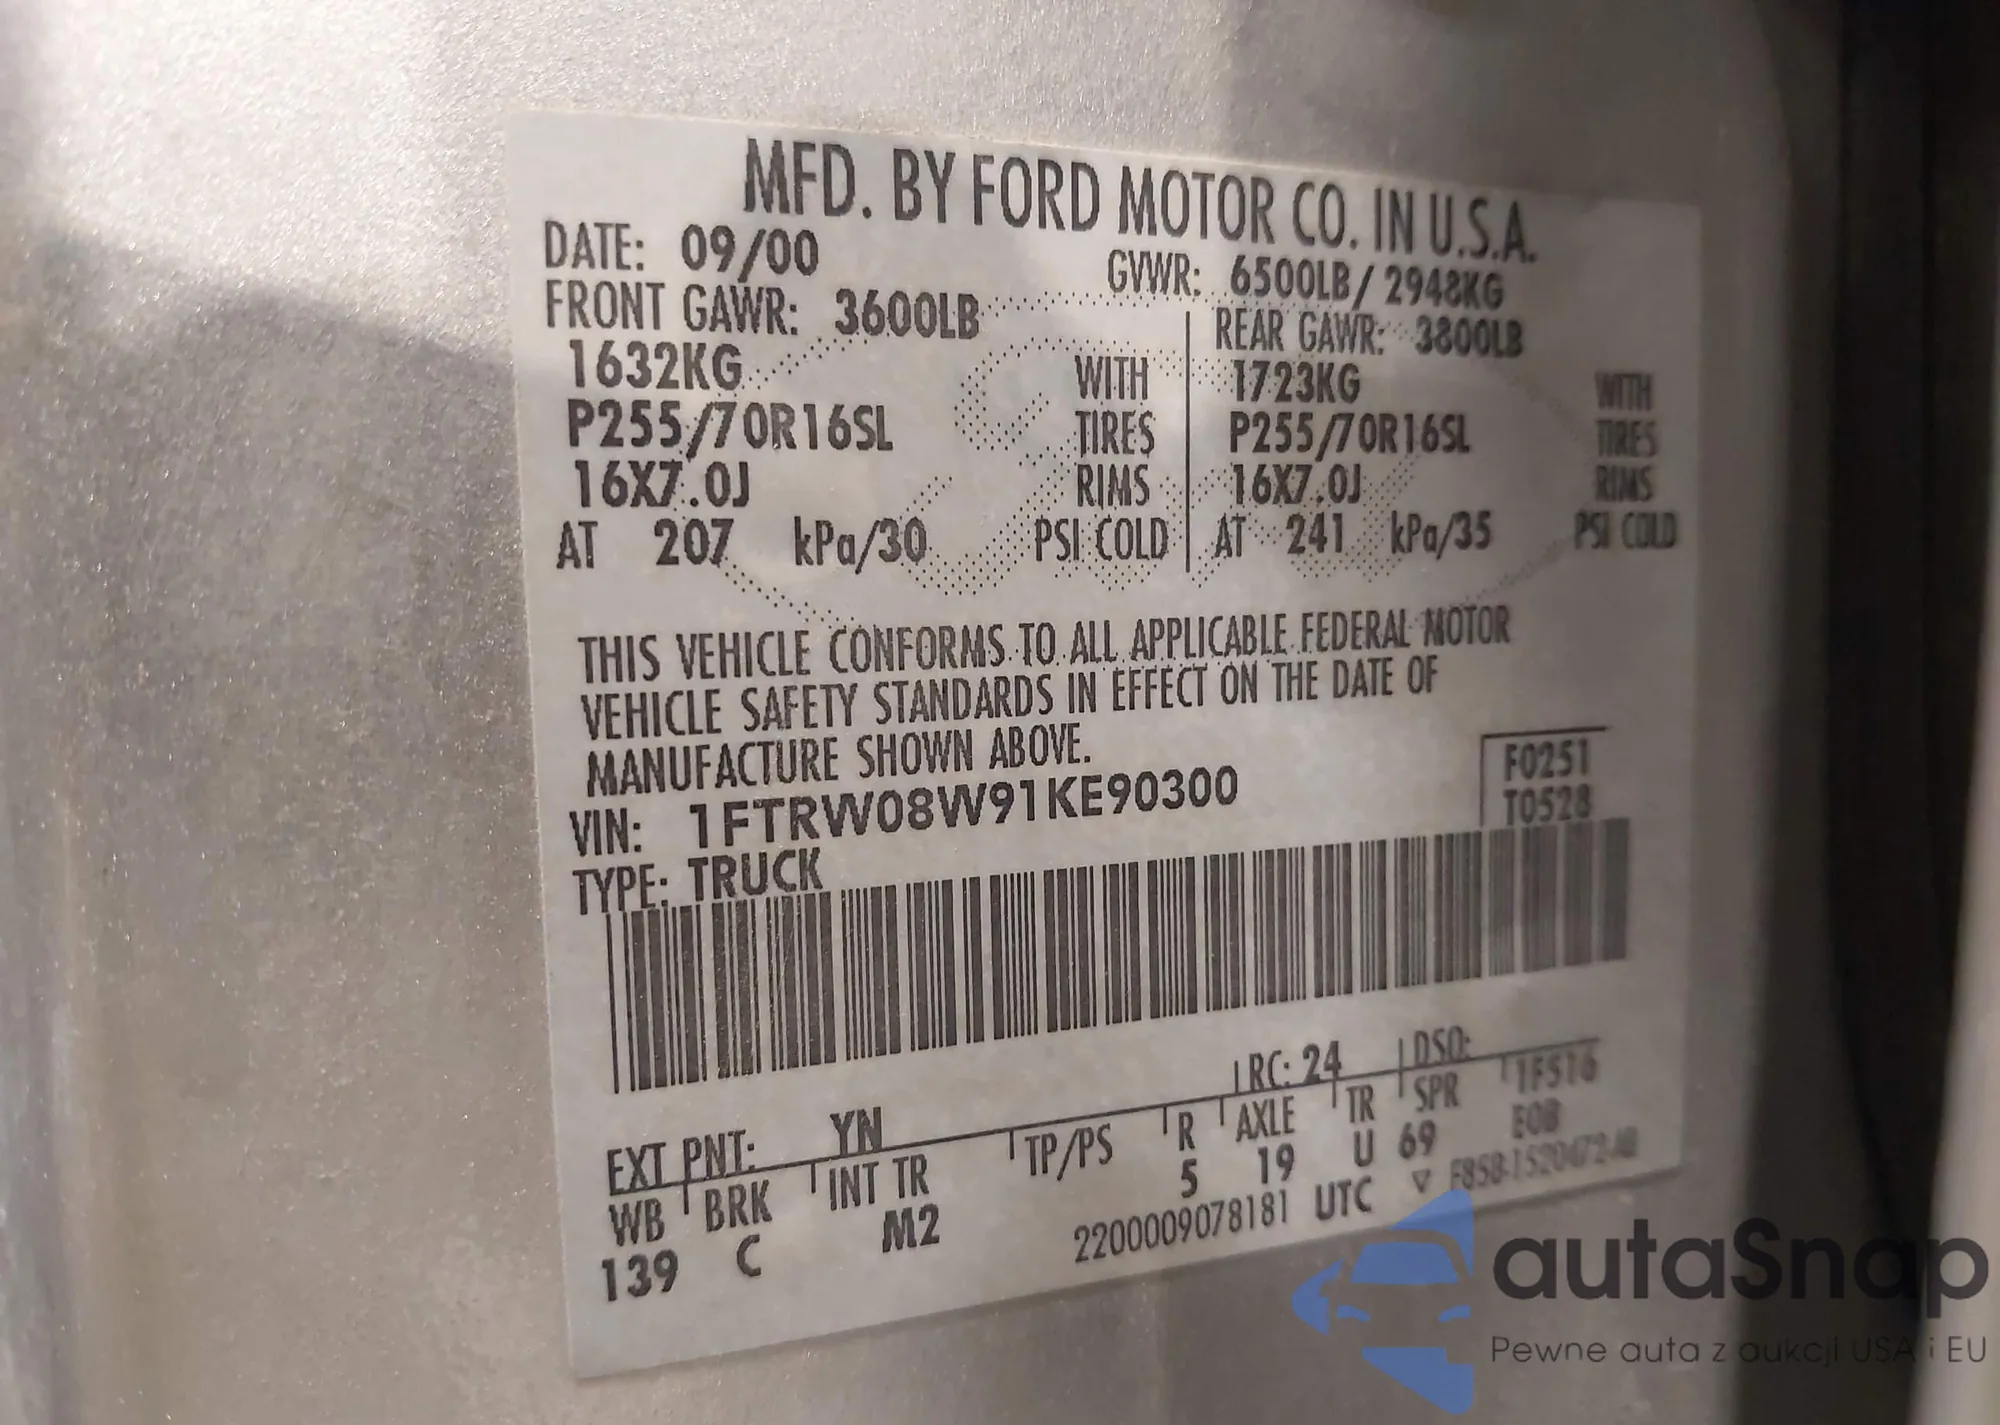 MFD. BY FORD MOTOR CO. IN U.S.A.
DATE: 09/00 GVWR: 6500LB/2948KG
FRONT GAWR: 3600LB REAR GAWR: 3800LB
1632KG WITH 1723KG WITH
P255/70R16SL TIRES P255/70R16SL TIRES
16X7.0J RIMS 16X7.0J RIMS
AT 207 kPa/30 PSI COLD AT 241 kPa/35 PSI COLD
THIS VEHICLE CONFORMS TO ALL APPLICABLE FEDERAL MOTOR
VEHICLE SAFETY STANDARDS IN EFFECT ON THE DATE OF
MANUFACTURE SHOWN ABOVE.
F0251
VIN: 1FTRW08W91KE90300 T0528
TYPE: TRUCK
EXT PNT: YN RC: 24 DSO:
WB BRK INT TR TP/PS R AXLE TR SPR 1F516
139 C M2 5 19 U 69 EOB
2200009078181 UTC ▽ F85B-1520472-AB
autaSnap
Pewne auta z aukcji USA i EU